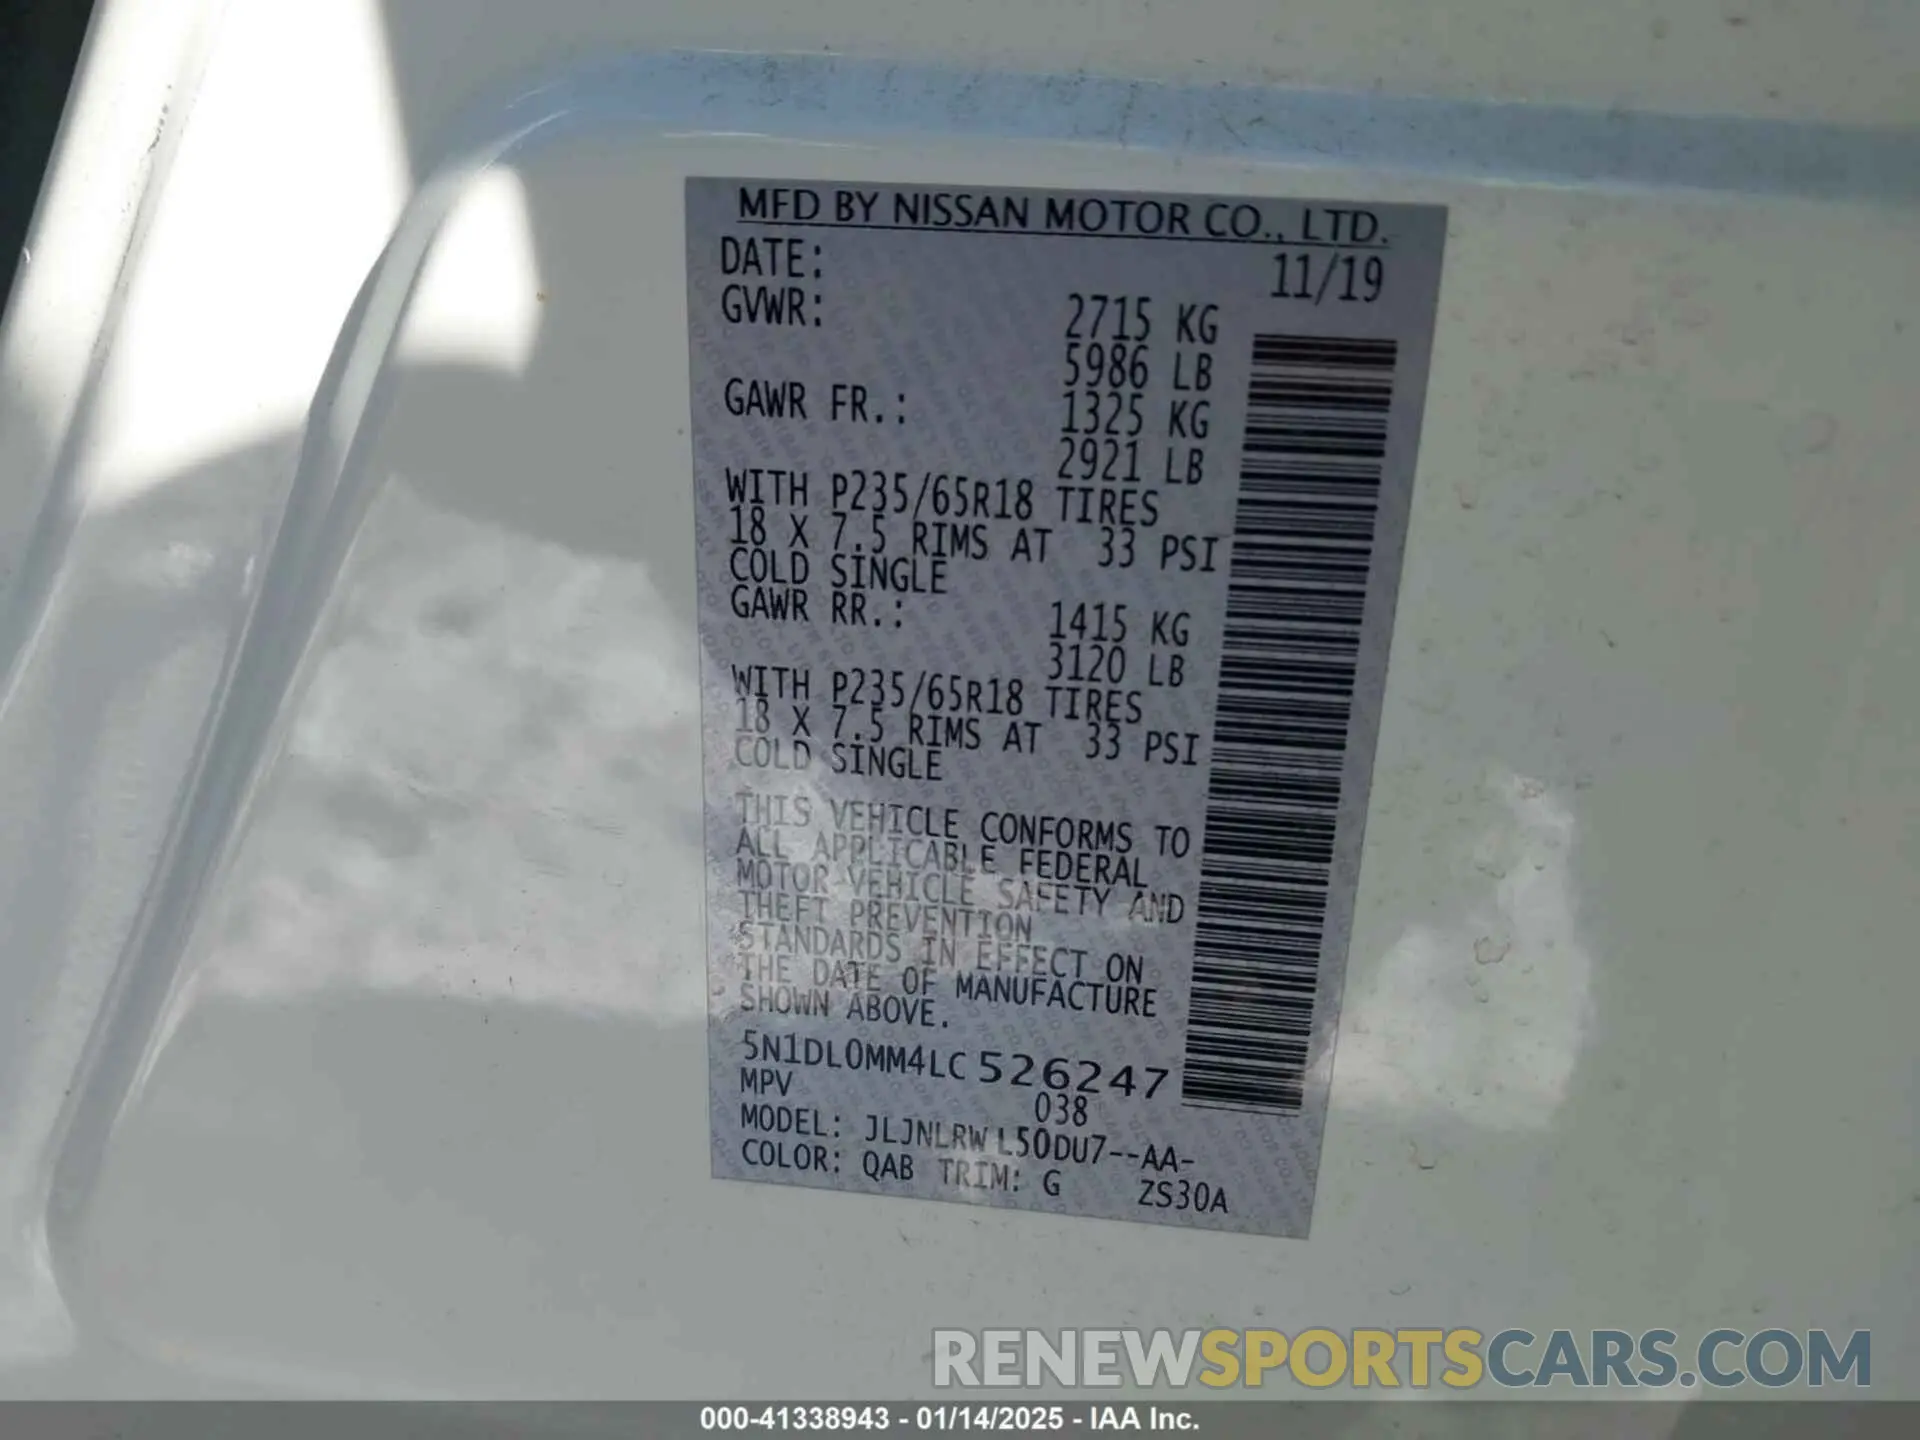 MFD BY NISSAN MOTOR CO., LTD.
DATE: 11/19
GVWR: 2715 KG
5986 LB
GAWR FR.: 1325 KG
2921 LB
WITH P235/65R18 TIRES
18 X 7.5 RIMS AT 33 PSI
COLD SINGLE
GAWR RR.: 1415 KG
3120 LB
WITH P235/65R18 TIRES
18 X 7.5 RIMS AT 33 PSI
COLD SINGLE
THIS VEHICLE CONFORMS TO
ALL APPLICABLE FEDERAL
MOTOR VEHICLE SAFETY AND
THEFT PREVENTION
STANDARDS IN EFFECT ON
THE DATE OF MANUFACTURE
SHOWN ABOVE.
5N1DL0MM4LC526247
MPV 038
MODEL: JLJNLRW L50DU7--AA-
COLOR: QAB TRIM: G ZS30A
RENEWSPORTSCARS.COM
000-41338943 - 01/14/2025 - IAA Inc.